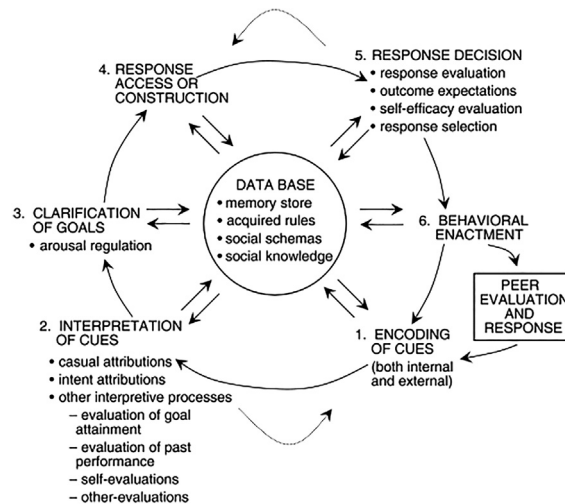 5. RESPONSE DECISION
• response evaluation
• outcome expectations
• self-efficacy evaluation
• response selection
4. RESPONSE
ACCESS OR
CONSTRUCTION
DATA BASE
• memory store
• acquired rules
• social schemas
• social knowledge
3. CLARIFICATION
OF GOALS
• arousal regulation
6. BEHAVIORAL
ENACTMENT
PEER
EVALUATION
AND
RESPONSE
2. INTERPRETATION
OF CUES
• casual attributions
• intent attributions
• other interpretive processes
– evaluation of goal
attainment
– evaluation of past
performance
– self-evaluations
– other-evaluations
1. ENCODING
OF CUES
(both internal
and external)